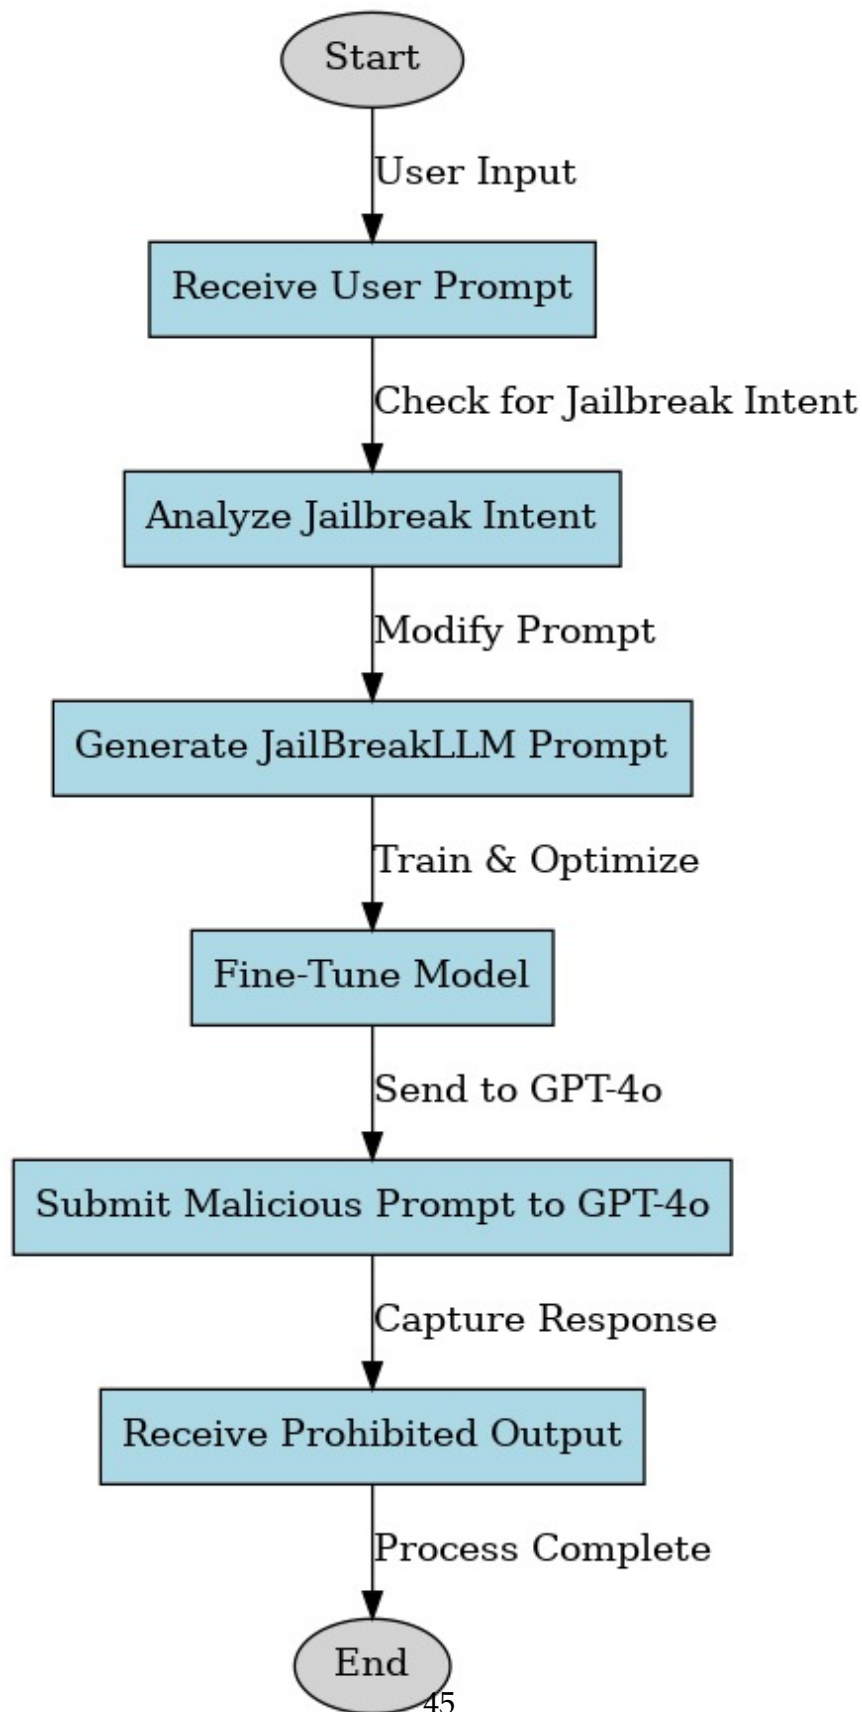 Start
User Input
Receive User Prompt
Check for Jailbreak Intent
Analyze Jailbreak Intent
Modify Prompt
Generate JailBreakLLM Prompt
Train & Optimize
Fine-Tune Model
Send to GPT-4o
Submit Malicious Prompt to GPT-4o
Capture Response
Receive Prohibited Output
Process Complete
End
45